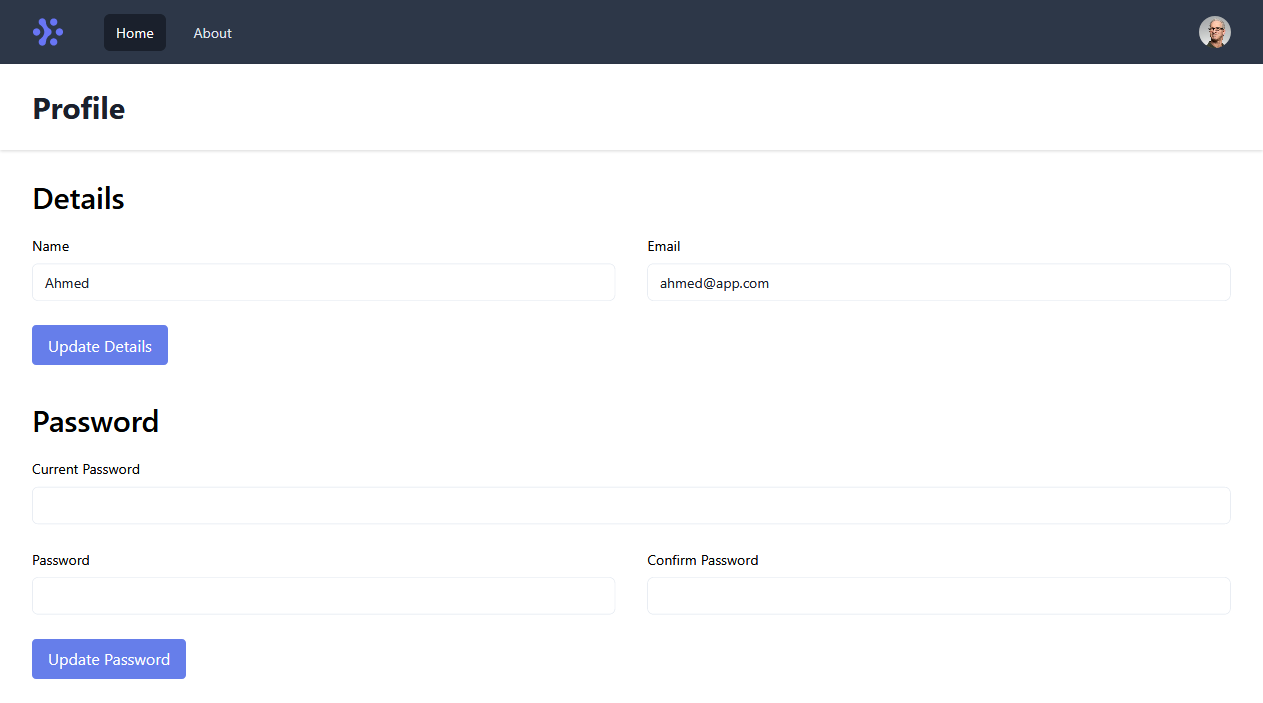 Home About
Profile
Details
Name Email
Ahmed ahmed@app.com
Update Details
Password
Current Password
Password Confirm Password
Update Password